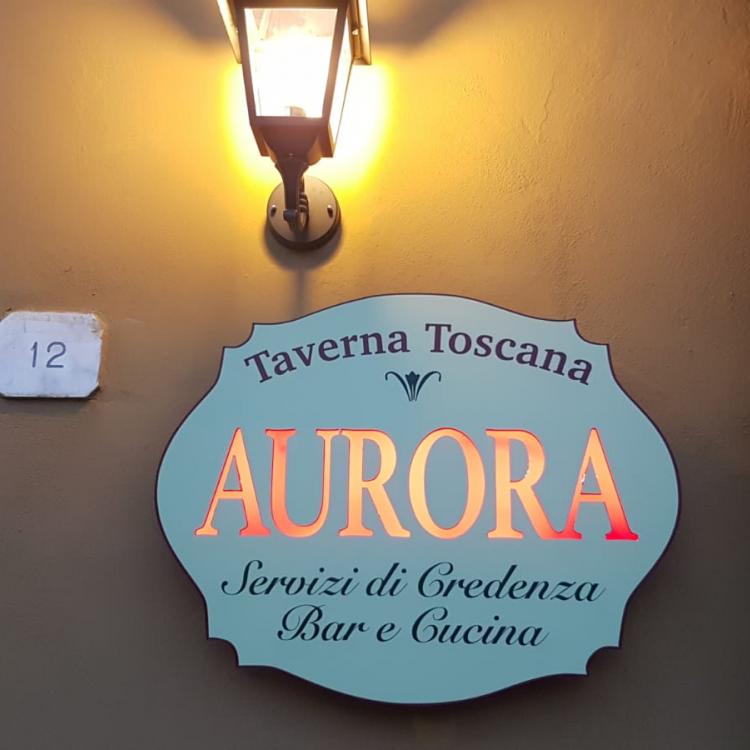 12
Taverna Toscana
AURORA
Servizi di Credenza
Bar e Cucina